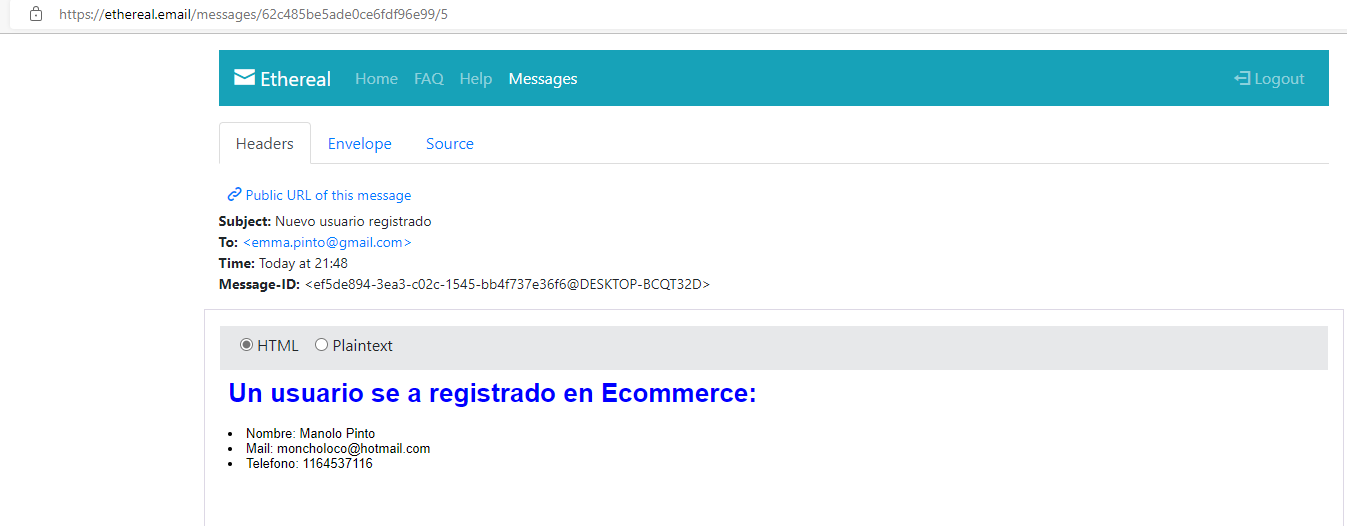 https://ethereal.email/messages/62c485be5ade0ce6fdf96e99/5
Ethereal Home FAQ Help Messages Logout
Headers Envelope Source
Public URL of this message
Subject: Nuevo usuario registrado
To: <emma.pinto@gmail.com>
Time: Today at 21:48
Message-ID: <ef5de894-3ea3-c02c-1545-bb4f737e36f6@DESKTOP-BCQT32D>
HTML Plaintext
Un usuario se a registrado en Ecommerce:
• Nombre: Manolo Pinto
• Mail: moncholoco@hotmail.com
• Telefono: 1164537116